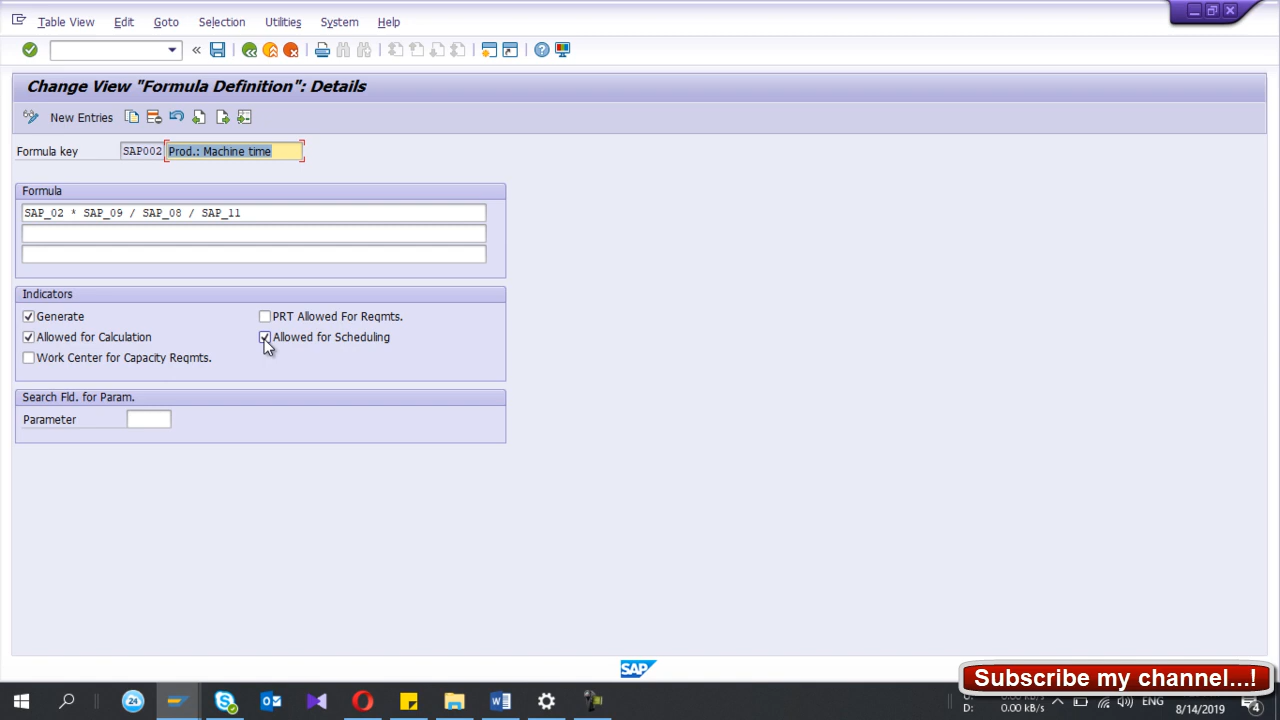 Table View Edit Goto Selection Utilities System Help
Change View "Formula Definition": Details
New Entries
Formula key SAP002 Prod.: Machine time
Formula
SAP_02 * SAP_09 / SAP_08 / SAP_11
Indicators
Generate PRT Allowed For Reqmts.
Allowed for Calculation Allowed for Scheduling
Work Center for Capacity Reqmts.
Search Fld. for Param.
Parameter
SAP
Subscribe my channel...!
24
D: 0.00 kB/s ENG 8/14/2019 4